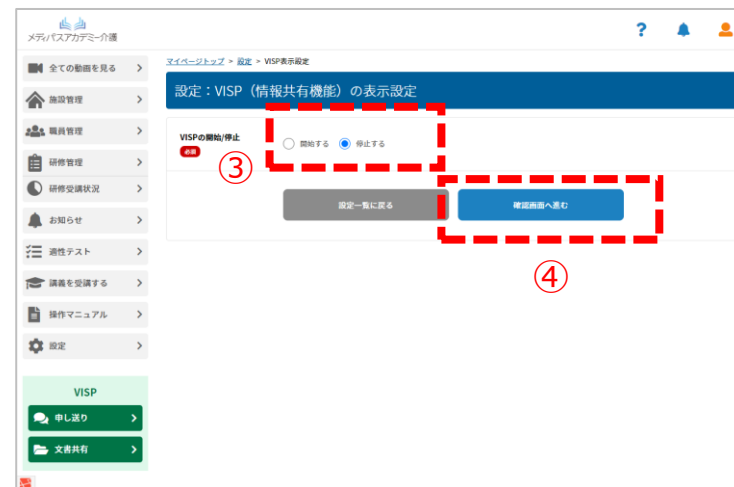 メディパスアカデミー介護
?
全ての動画を見る
施設管理
職員管理
研修管理
研修受講状況
お知らせ
適性テスト
講義を受講する
操作マニュアル
設定
VISP
申し送り
文書共有
マイページトップ > 設定 > VISP表示設定
設定：VISP（情報共有機能）の表示設定
VISPの開始/停止
必須
③
開始する 停止する
設定一覧に戻る
確認画面へ進む
④